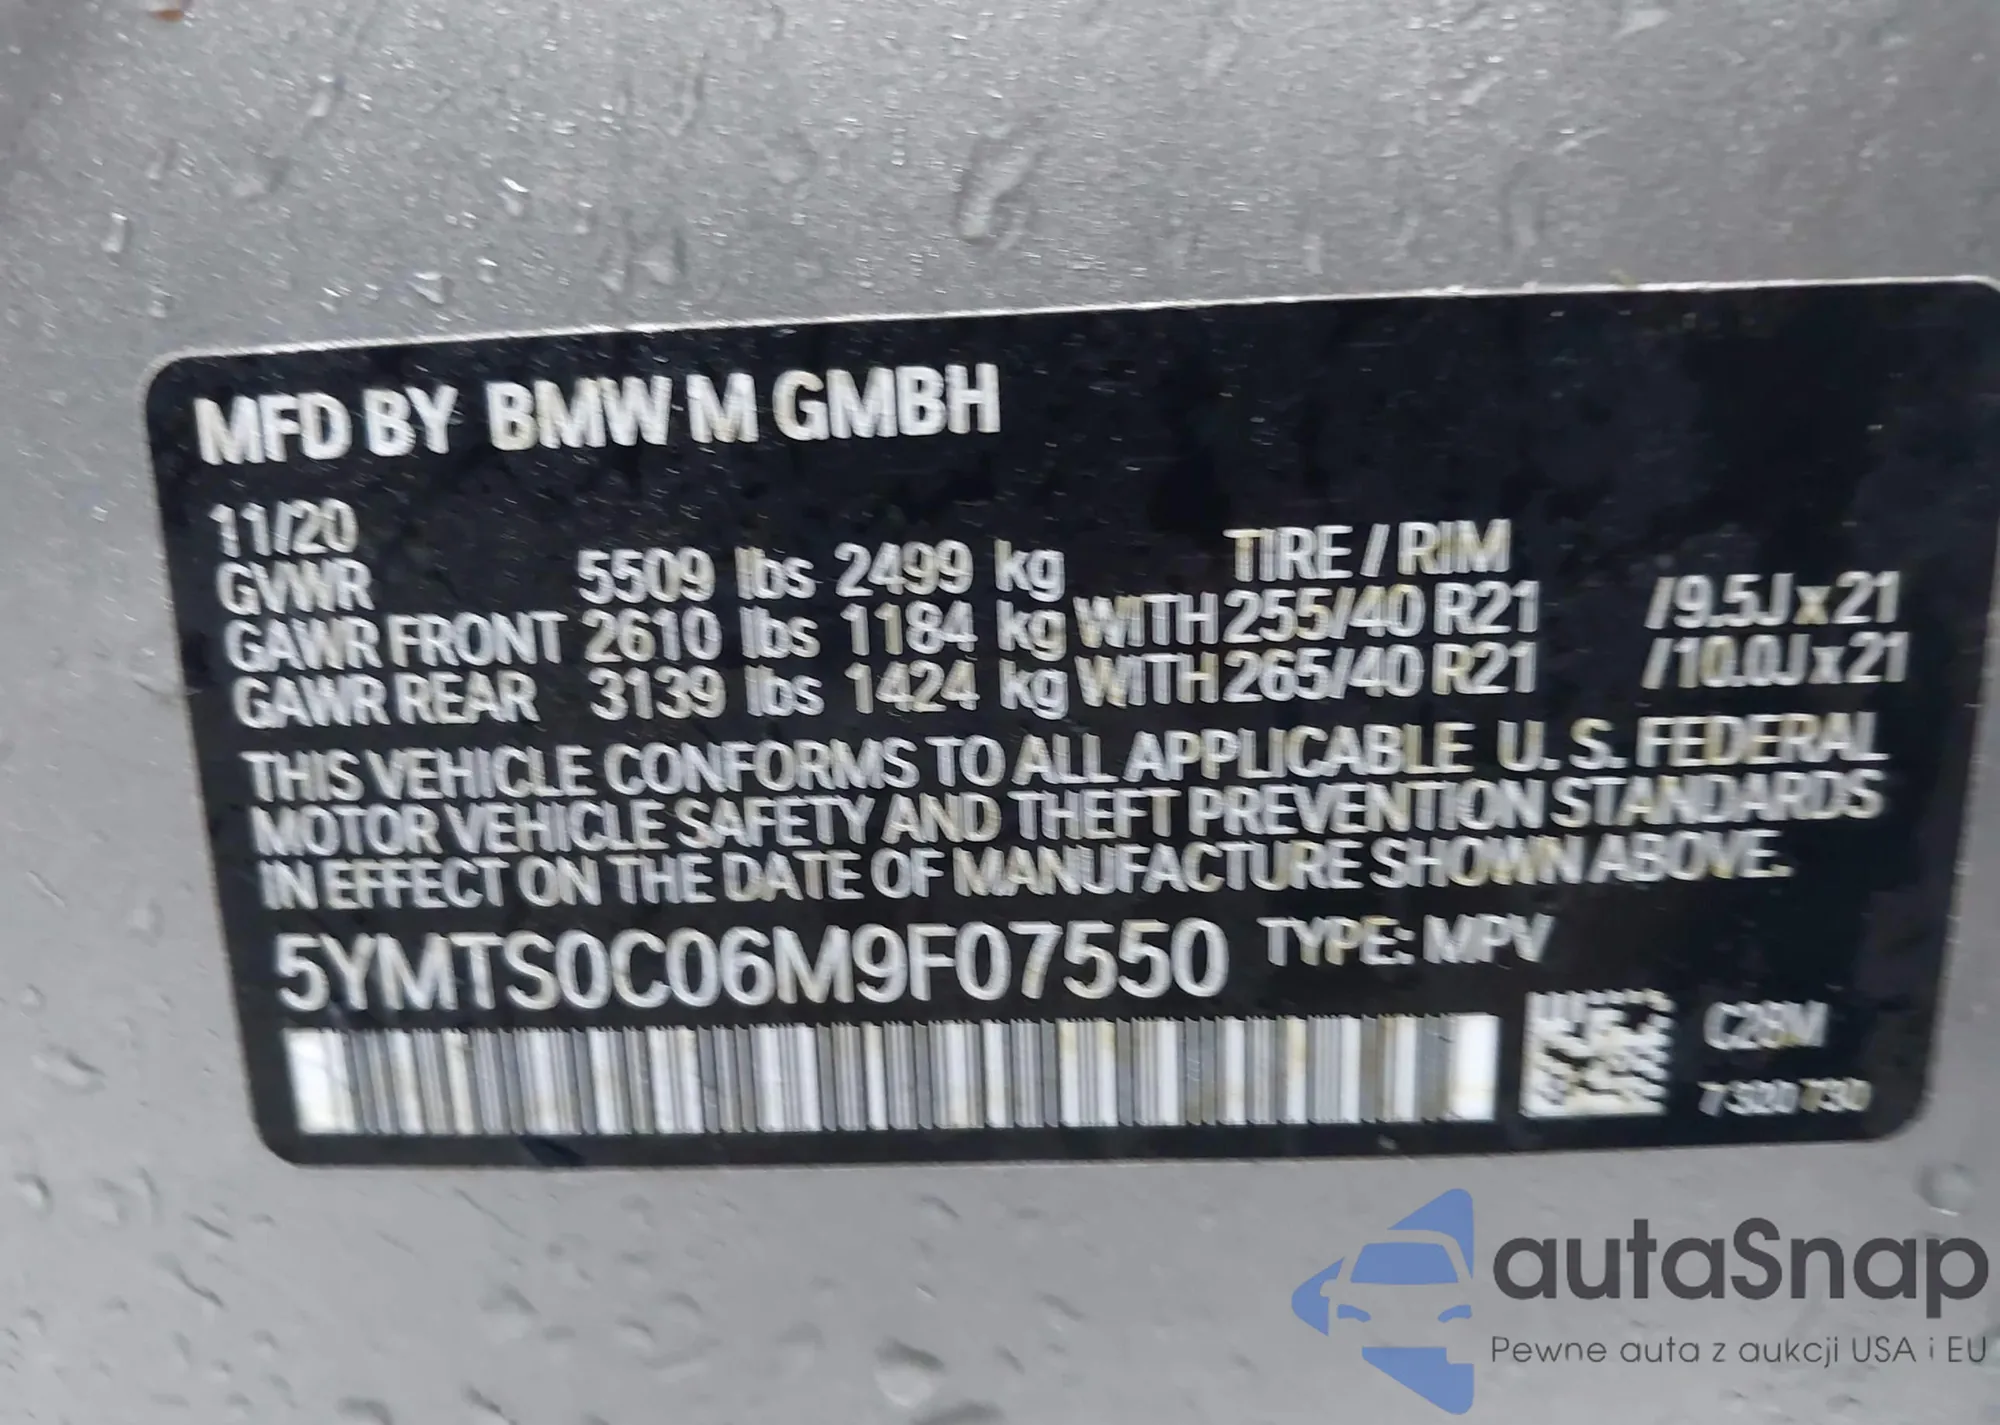 MFD BY BMW M GMBH
11/20
GVWR 5509 lbs 2499 kg TIRE / RIM
GAWR FRONT 2610 lbs 1184 kg WITH 255/40 R21 /9.5J x 21
GAWR REAR 3139 lbs 1424 kg WITH 265/40 R21 /10.0J x 21
THIS VEHICLE CONFORMS TO ALL APPLICABLE U. S. FEDERAL
MOTOR VEHICLE SAFETY AND THEFT PREVENTION STANDARDS
IN EFFECT ON THE DATE OF MANUFACTURE SHOWN ABOVE.
5YMTS0C06M9F07550 TYPE: MPV
C28M
7 320 730
autaSnap
Pewne auta z aukcji USA i EU